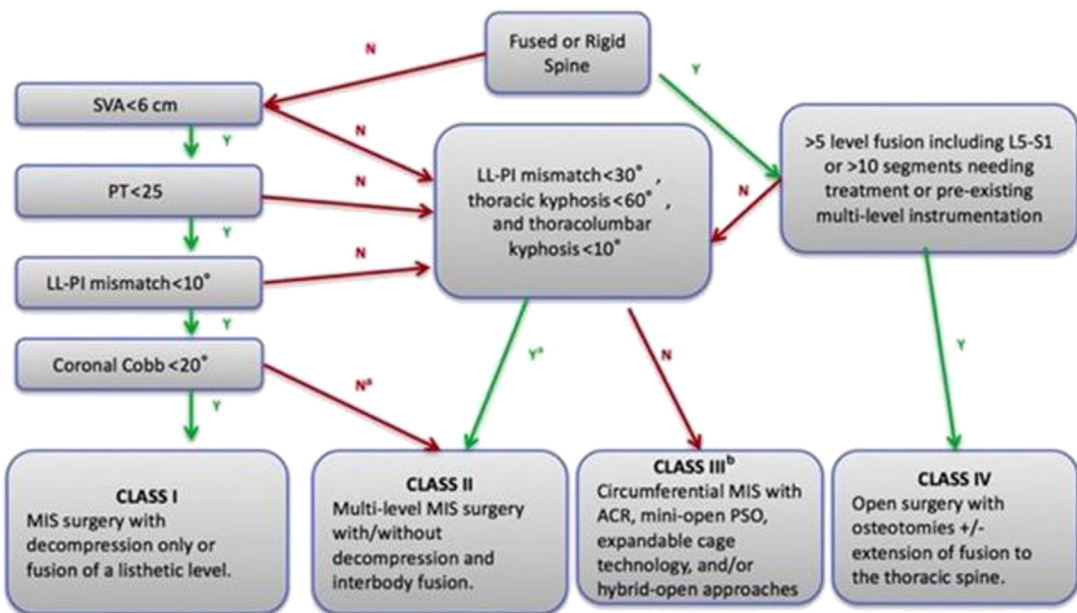 Fused or Rigid
Spine
N
Y
SVA<6 cm
N
Y
>5 level fusion including L5-S1
or >10 segments needing
treatment or pre-existing
multi-level instrumentation
LL-PI mismatch<30° ,
thoracic kyphosis<60° ,
and thoracolumbar
kyphosis<10°
PT<25
N
N
Y
LL-PI mismatch<10°
N
Y
Coronal Cobb<20°
Nª
Y
Yª
N
Y
CLASS I
MIS surgery with
decompression only or
fusion of a listhetic level.
CLASS II
Multi-level MIS surgery
with/without
decompression and
interbody fusion.
CLASS IIIᵇ
Circumferential MIS with
ACR, mini-open PSO,
expandable cage
technology, and/or
hybrid-open approaches
CLASS IV
Open surgery with
osteotomies +/-
extension of fusion to
the thoracic spine.